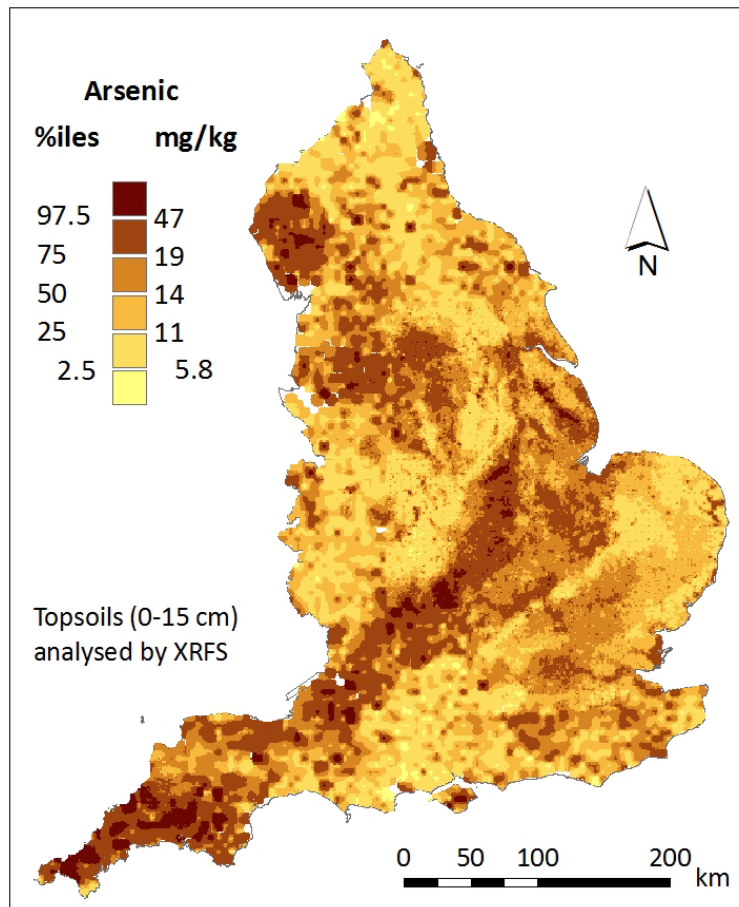 Arsenic
%iles mg/kg
97.5 47
75 19
50 14
25 11
2.5 5.8
N
Topsoils (0-15 cm)
analysed by XRFS
0 50 100 200
km